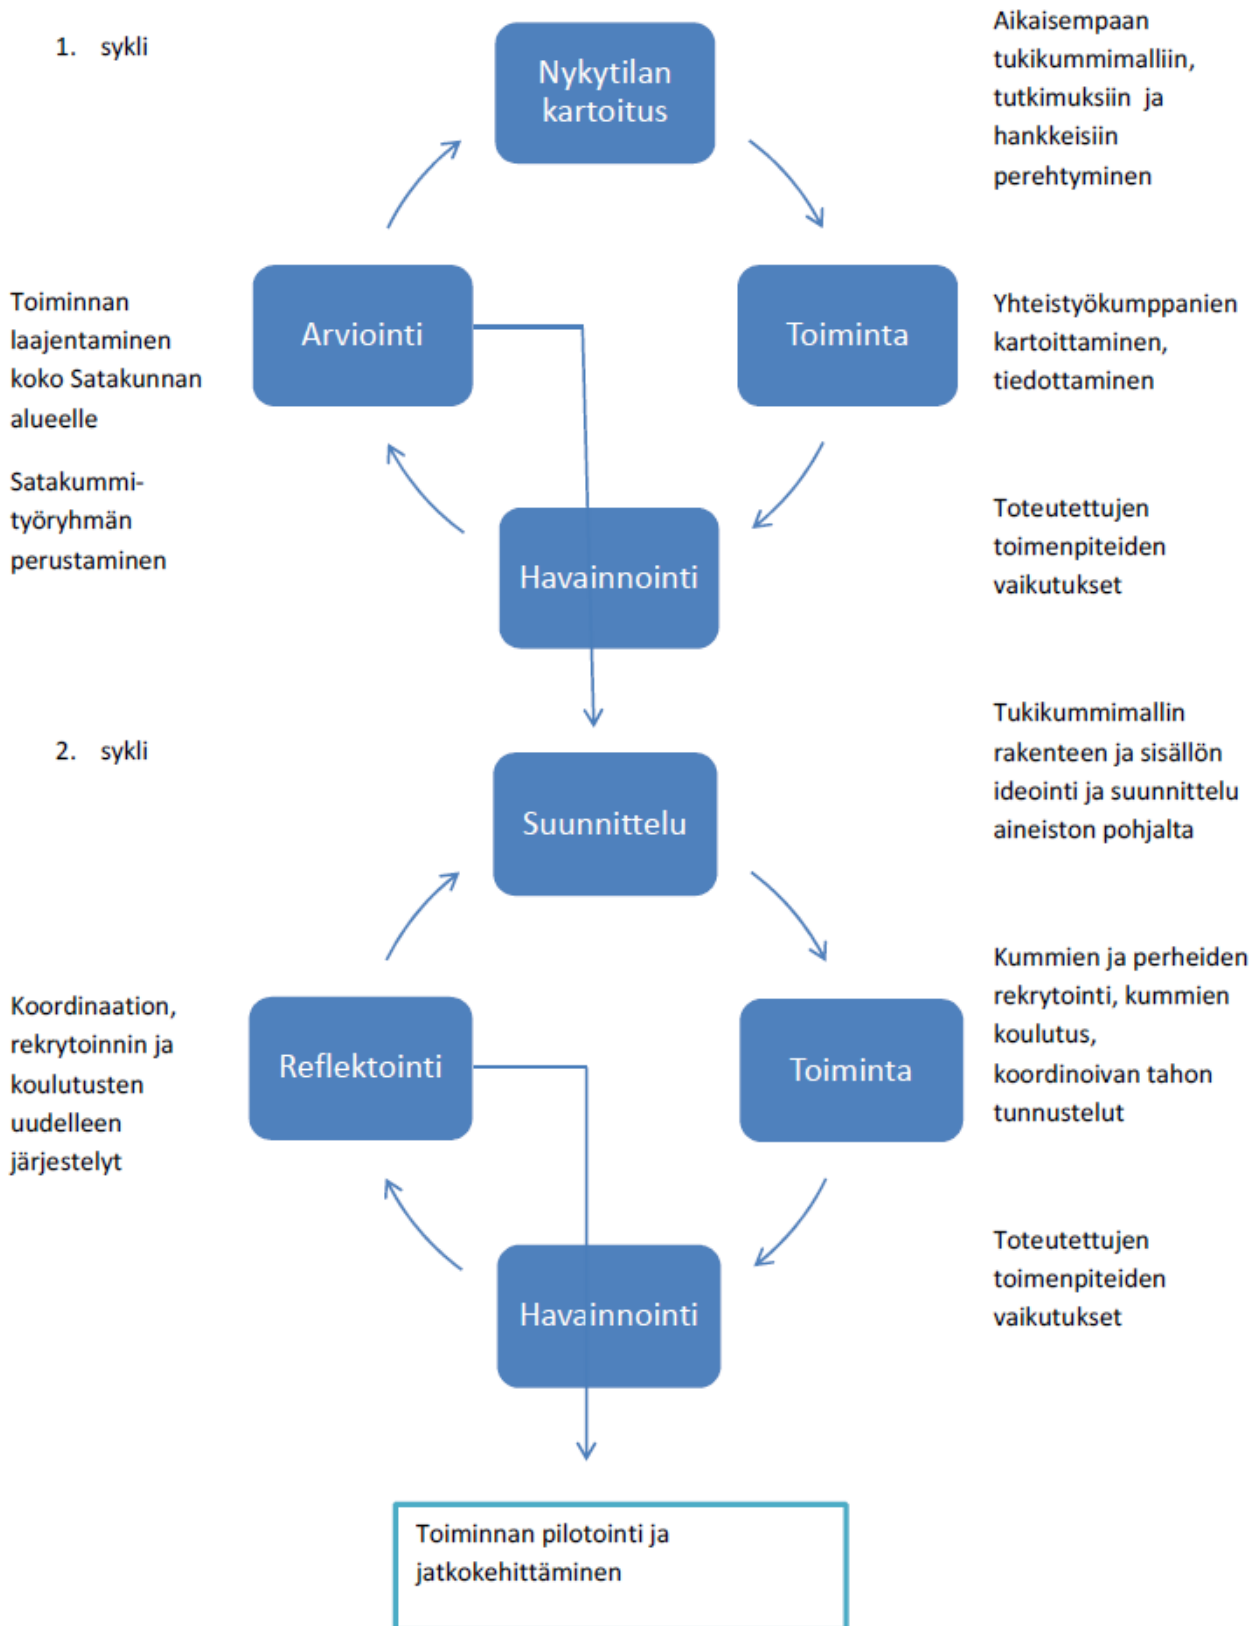 1. sykli
Nykytilan
kartoitus
Aikaisempaan
tukikummimalliin,
tutkimuksiin ja
hankkeisiin
perehtyminen
Toiminnan
laajentaminen
koko Satakunnan
alueelle
Arviointi
Toiminta
Yhteistyökumppanien
kartoittaminen,
tiedottaminen
Satakummi-
työryhmän
perustaminen
Havainnointi
Toteutettujen
toimenpiteiden
vaikutukset
2. sykli
Suunnittelu
Tukikummimallin
rakenteen ja sisällön
ideointi ja suunnittelu
aineiston pohjalta
Koordinaation,
rekrytoinnin ja
koulutusten
uudelleen
järjestelyt
Reflektointi
Toiminta
Kummien ja perheiden
rekrytointi, kummien
koulutus,
koordinoivan tahon
tunnustelut
Havainnointi
Toteutettujen
toimenpiteiden
vaikutukset
Toiminnan pilotointi ja
jatkokehittäminen